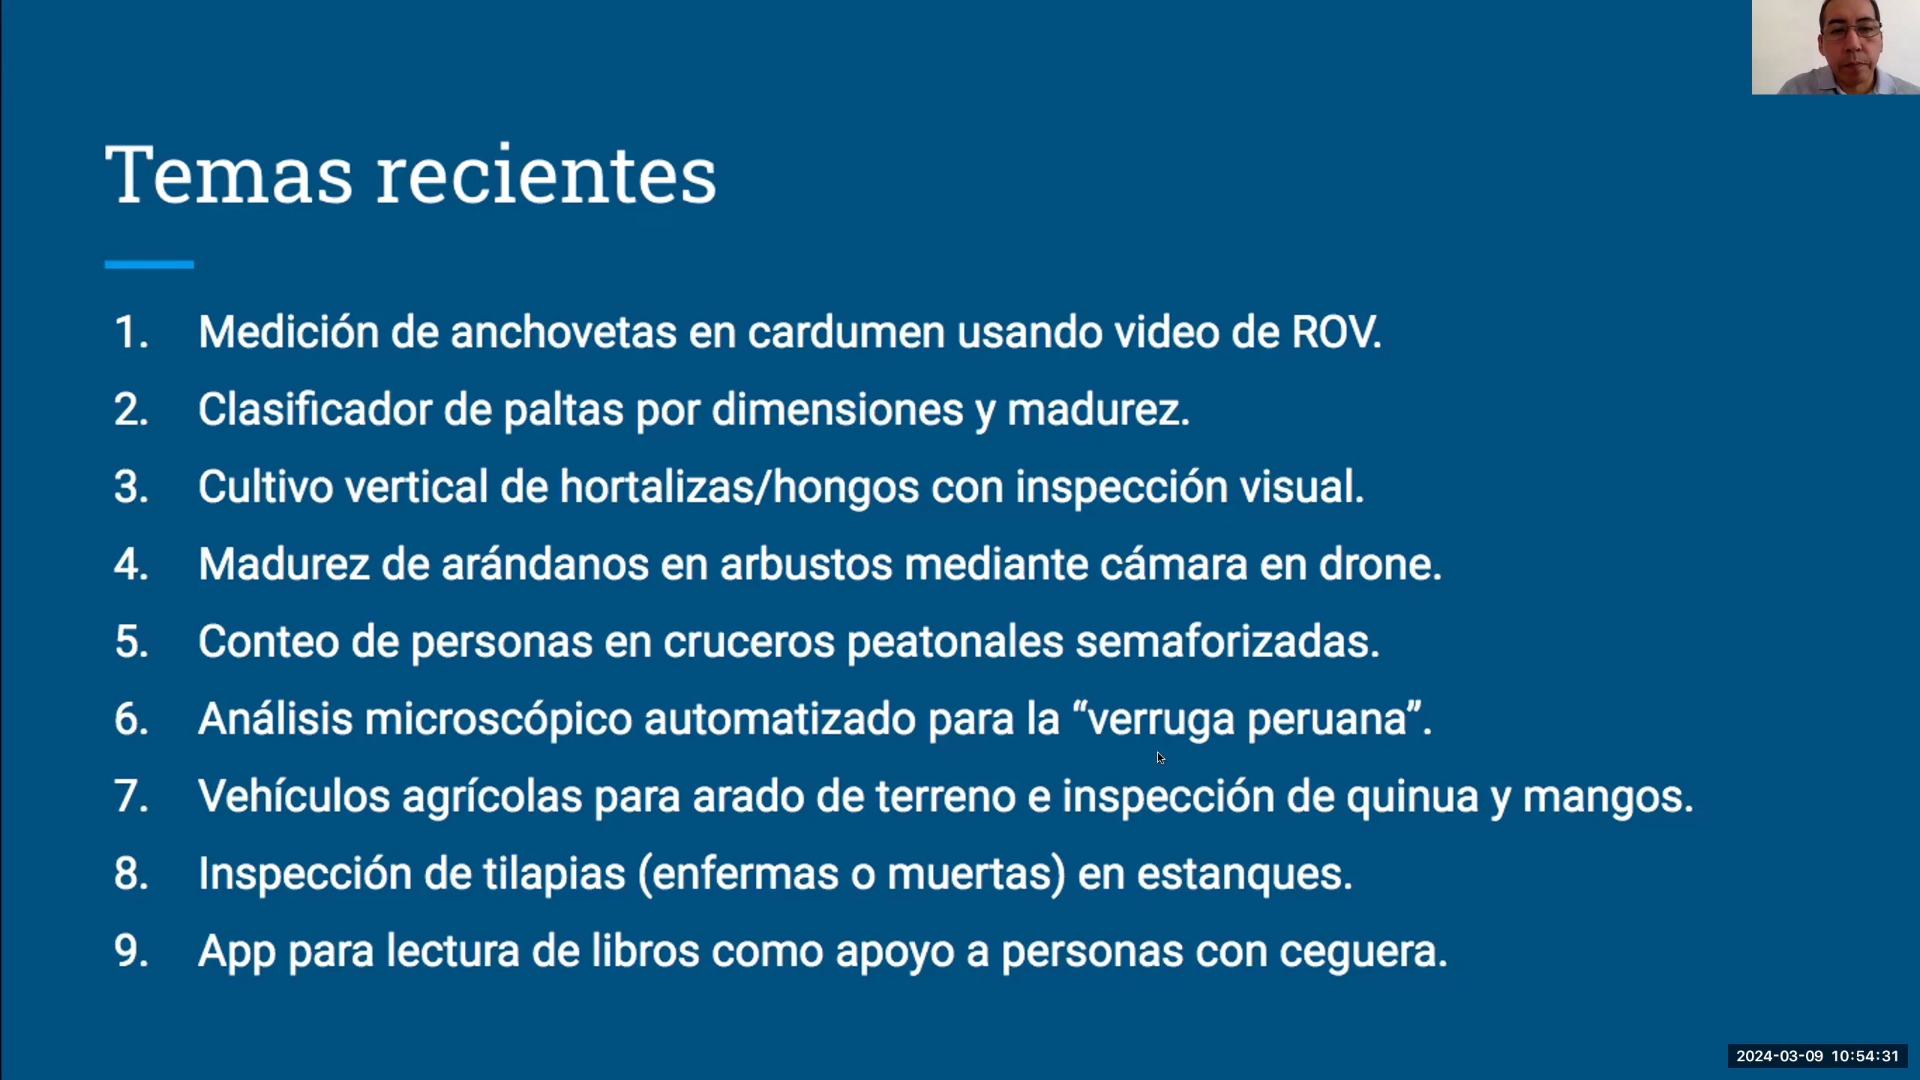 Temas recientes
1. Medición de anchovetas en cardumen usando video de ROV.
2. Clasificador de paltas por dimensiones y madurez.
3. Cultivo vertical de hortalizas/hongos con inspección visual.
4. Madurez de arándanos en arbustos mediante cámara en drone.
5. Conteo de personas en cruceros peatonales semaforizadas.
6. Análisis microscópico automatizado para la “verruga peruana”.
7. Vehículos agrícolas para arado de terreno e inspección de quinua y mangos.
8. Inspección de tilapias (enfermas o muertas) en estanques.
9. App para lectura de libros como apoyo a personas con ceguera.
2024-03-09 10:54:31